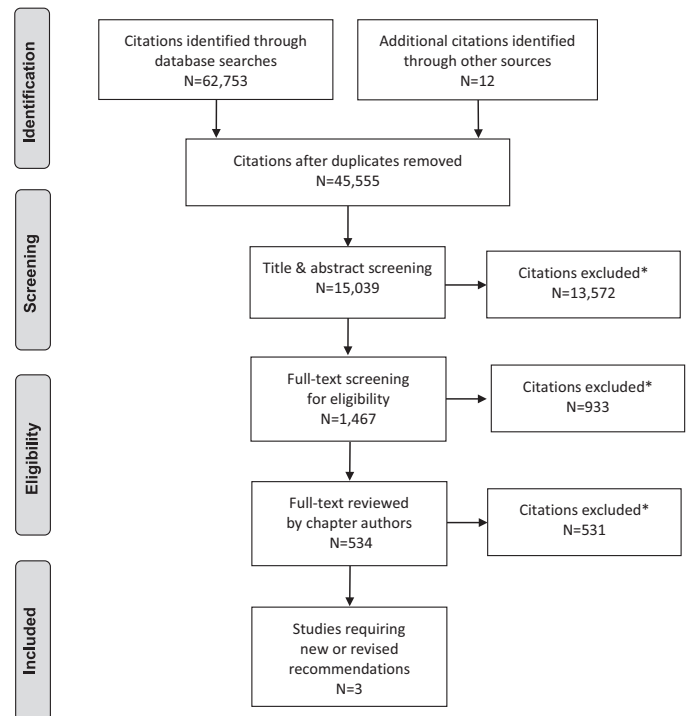 Identification
Citations identified through
database searches
N=62,753
Additional citations identified
through other sources
N=12
Citations after duplicates removed
N=45,555
Screening
Title & abstract screening
N=15,039
Citations excluded*
N=13,572
Eligibility
Full-text screening
for eligibility
N=1,467
Citations excluded*
N=933
Full-text reviewed
by chapter authors
N=534
Citations excluded*
N=531
Included
Studies requiring
new or revised
recommendations
N=3